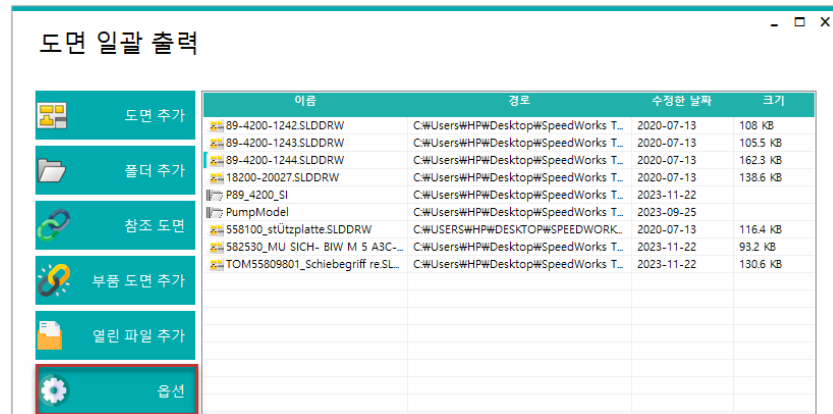 도면 일괄 출력
도면 추가
폴더 추가
참조 도면
부품 도면 추가
열린 파일 추가
옵션
이름 경로 수정한 날짜 크기
89-4200-1242.SLDDRW C:₩Users₩HP₩Desktop₩SpeedWorks T... 2020-07-13 108 KB
89-4200-1243.SLDDRW C:₩Users₩HP₩Desktop₩SpeedWorks T... 2020-07-13 105.5 KB
89-4200-1244.SLDDRW C:₩Users₩HP₩Desktop₩SpeedWorks T... 2020-07-13 162.3 KB
18200-20027.SLDDRW C:₩Users₩HP₩Desktop₩SpeedWorks T... 2020-07-13 138.6 KB
P89_4200_SI C:₩Users₩HP₩Desktop₩SpeedWorks T... 2023-11-22
PumpModel C:₩Users₩HP₩Desktop₩SpeedWorks T... 2023-09-25
558100_stÜtzplatte.SLDDRW C:₩USERS₩HP₩DESKTOP₩SPEEDWORK... 2020-07-13 116.4 KB
582530_MU SICH- BIW M 5 A3C-... C:₩Users₩HP₩Desktop₩SpeedWorks T... 2023-11-22 93.2 KB
TOM55809801_Schiebegriff re.SL... C:₩Users₩HP₩Desktop₩SpeedWorks T... 2023-11-22 130.6 KB